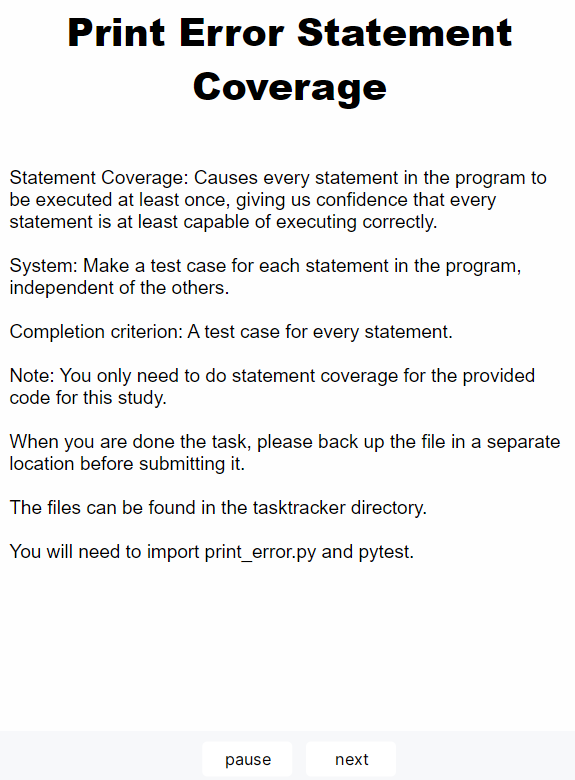 Print Error Statement
Coverage
Statement Coverage: Causes every statement in the program to
be executed at least once, giving us confidence that every
statement is at least capable of executing correctly.
System: Make a test case for each statement in the program,
independent of the others.
Completion criterion: A test case for every statement.
Note: You only need to do statement coverage for the provided
code for this study.
When you are done the task, please back up the file in a separate
location before submitting it.
The files can be found in the tasktracker directory.
You will need to import print_error.py and pytest.
pause next